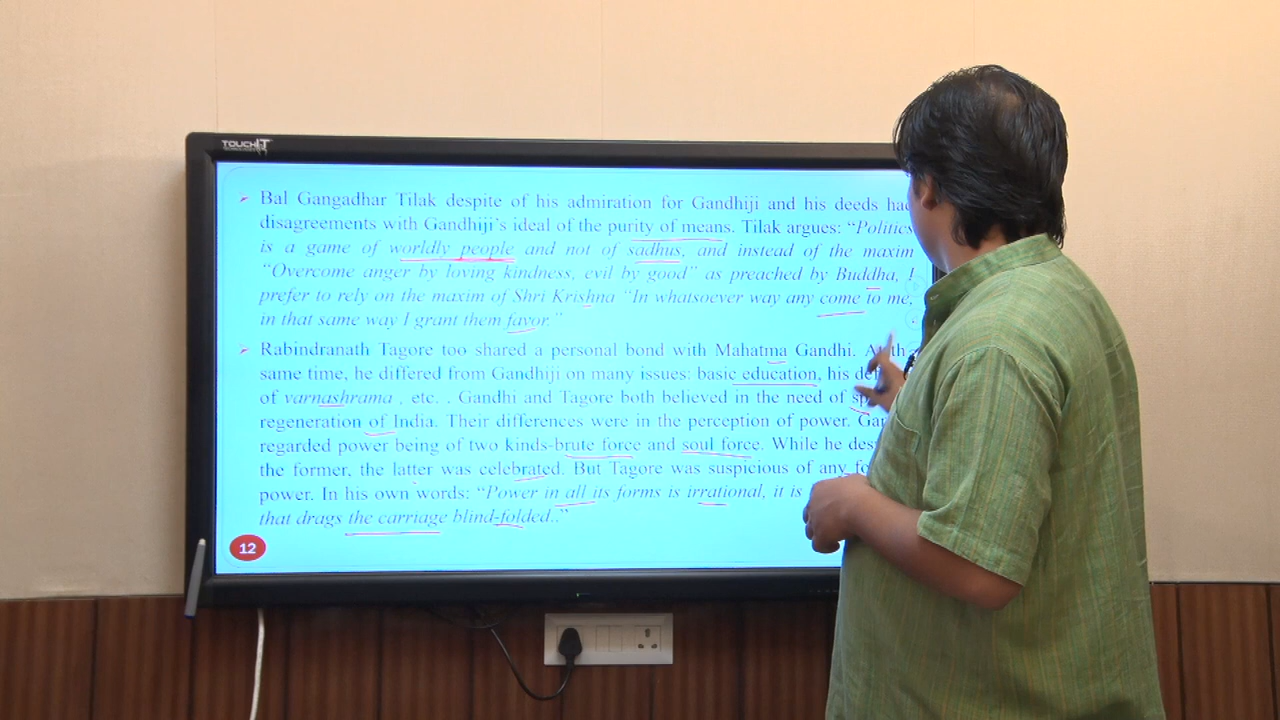 TOUCHIT
➢ Bal Gangadhar Tilak despite of his admiration for Gandhiji and his deeds had
disagreements with Gandhiji's ideal of the purity of means. Tilak argues: "Politics
is a game of worldly people and not of sadhus, and instead of the maxim
"Overcome anger by loving kindness, evil by good" as preached by Buddha, I
prefer to rely on the maxim of Shri Krishna "In whatsoever way any come to me,
in that same way I grant them favor."
➢ Rabindranath Tagore too shared a personal bond with Mahatma Gandhi.
same time, he differed from Gandhiji on many issues: basic education, his
of varnashrama , etc. . Gandhi and Tagore both believed in the need of
regeneration of India. Their differences were in the perception of power.
regarded power being of two kinds-brute force and soul force. While he
the former, the latter was celebrated. But Tagore was suspicious of any
power. In his own words: "Power in all its forms is irrational, it is
that drags the carriage blind-folded.."
12